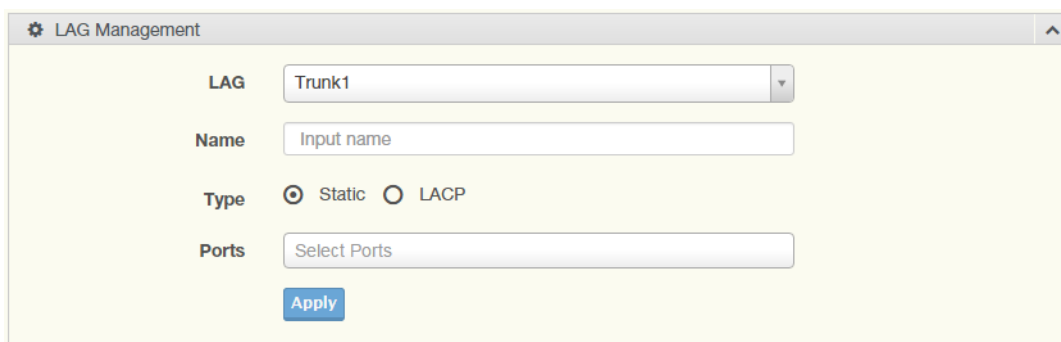 LAG Management
LAG Trunk1
Name Input name
Type Static LACP
Ports Select Ports
Apply